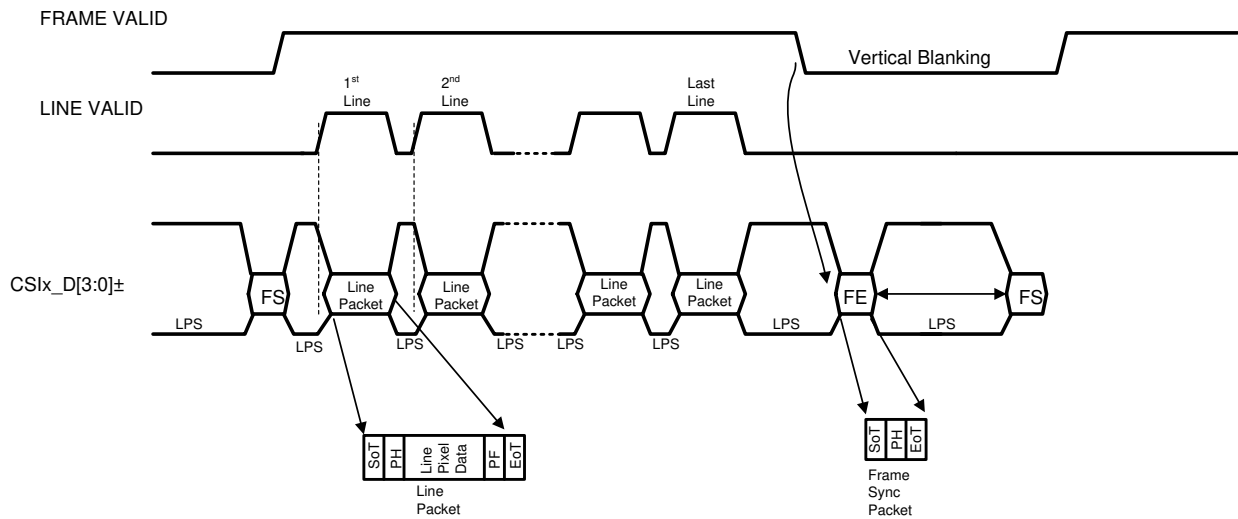 FRAME VALID
Vertical Blanking
1st Line
2nd Line
Last Line
LINE VALID
CSIx_D[3:0]±
FS
Line Packet
Line Packet
Line Packet
Line Packet
FE
FS
LPS
LPS
LPS
LPS
LPS
LPS
LPS
LPS
SoT
PH
Line Pixel Data
PF
EoT
Line Packet
SoT
PH
EoT
Frame Sync Packet